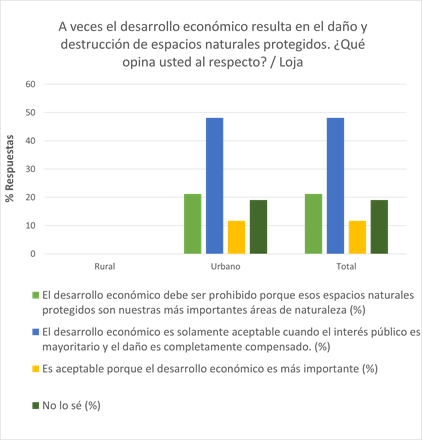 A veces el desarrollo económico resulta en el daño y
destrucción de espacios naturales protegidos. ¿Qué
opina usted al respecto? / Loja
% Respuestas
60
50
40
30
20
10
0
Rural
Urbano
Total
El desarrollo económico debe ser prohibido porque esos espacios naturales
protegidos son nuestras más importantes áreas de naturaleza (%)
El desarrollo económico es solamente aceptable cuando el interés público es
mayoritario y el daño es completamente compensado. (%)
Es aceptable porque el desarrollo económico es más importante (%)
No lo sé (%)